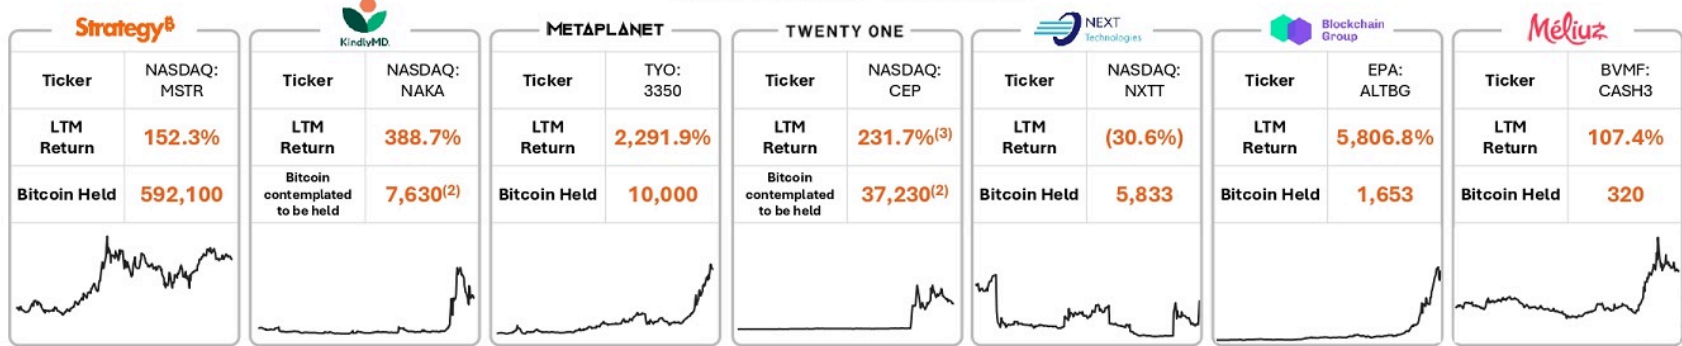 Strategy₿
Ticker
NASDAQ:
MSTR
LTM
Return
152.3%
Bitcoin Held
592,100
KindlyMD.
Ticker
NASDAQ:
NAKA
LTM
Return
388.7%
Bitcoin
contemplated
to be held
7,630(2)
METAPLANET
Ticker
TYO:
3350
LTM
Return
2,291.9%
Bitcoin Held
10,000
TWENTY ONE
Ticker
NASDAQ:
CEP
LTM
Return
231.7%(3)
Bitcoin
contemplated
to be held
37,230(2)
NEXT
Technologies
Ticker
NASDAQ:
NXTT
LTM
Return
(30.6%)
Bitcoin Held
5,833
Blockchain
Group
Ticker
EPA:
ALTBG
LTM
Return
5,806.8%
Bitcoin Held
1,653
Méliuz
Ticker
BVMF:
CASH3
LTM
Return
107.4%
Bitcoin Held
320